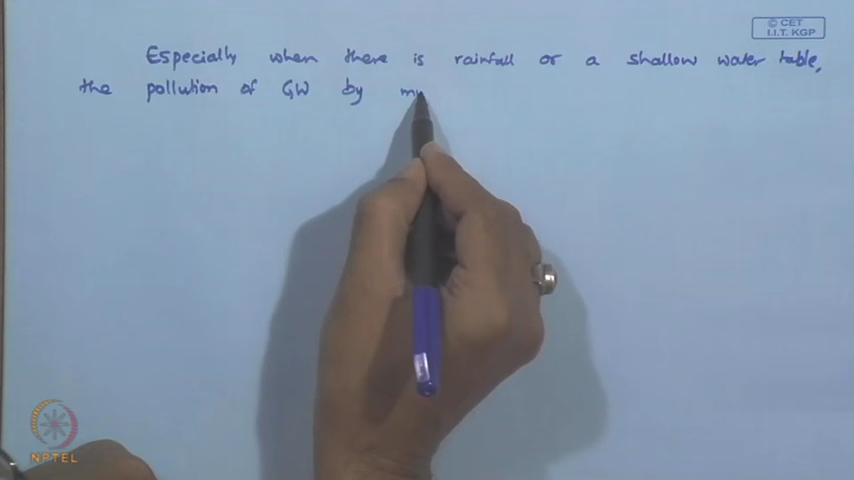 © CET
I.I.T. KGP
Especially when there is rainfall or a shallow water table,
the pollution of GW by
NPTEL